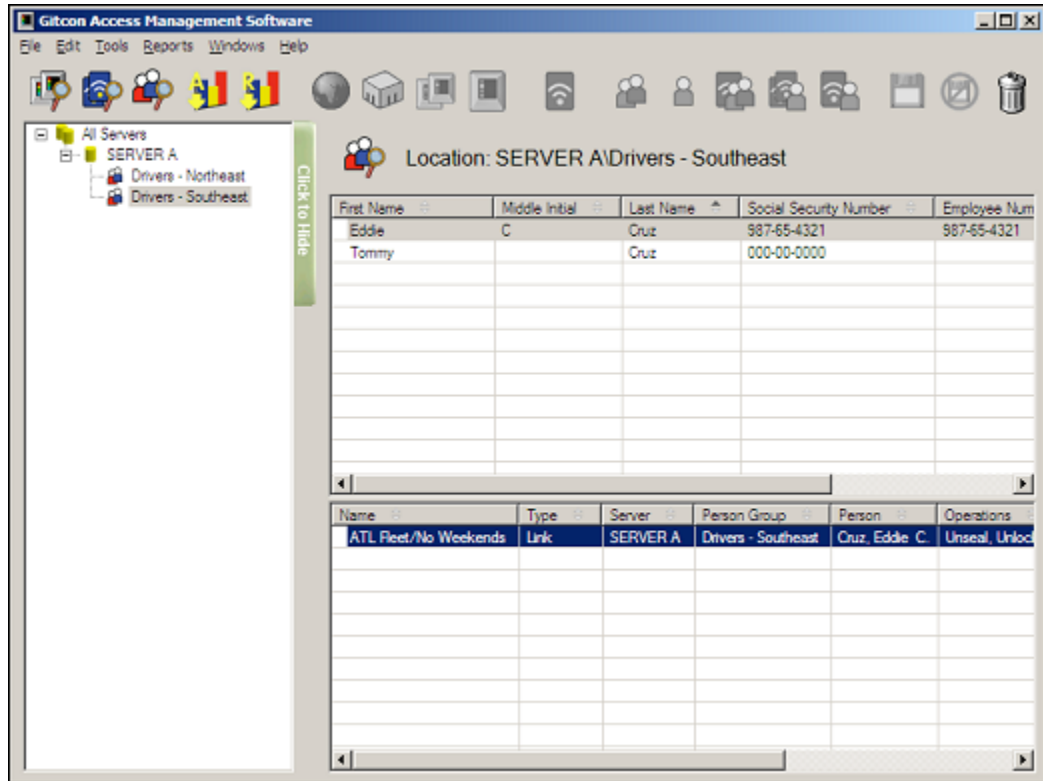 Gitcon Access Management Software
File Edit Tools Reports Windows Help
All Servers
SERVER A
Drivers - Northeast
Drivers - Southeast
Click to Hide
Location: SERVER A\Drivers - Southeast
First Name Middle Initial Last Name Social Security Number Employee Num
Eddie C Cruz 987-65-4321 987-65-4321
Tommy Cruz 000-00-0000
Name Type Server Person Group Person Operations
ATL Fleet/No Weekends Link SERVER A Drivers - Southeast Cruz, Eddie C. Unseal, Unlock